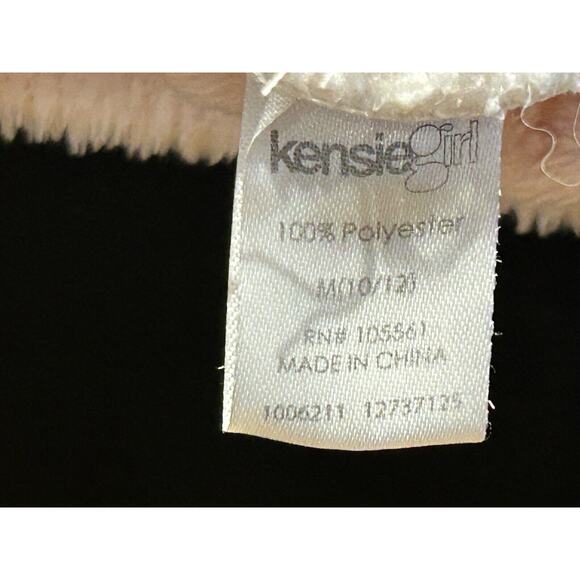 kensiegirl
100% Polyester
M(10/12)
RN# 105561
MADE IN CHINA
1006211 12737125